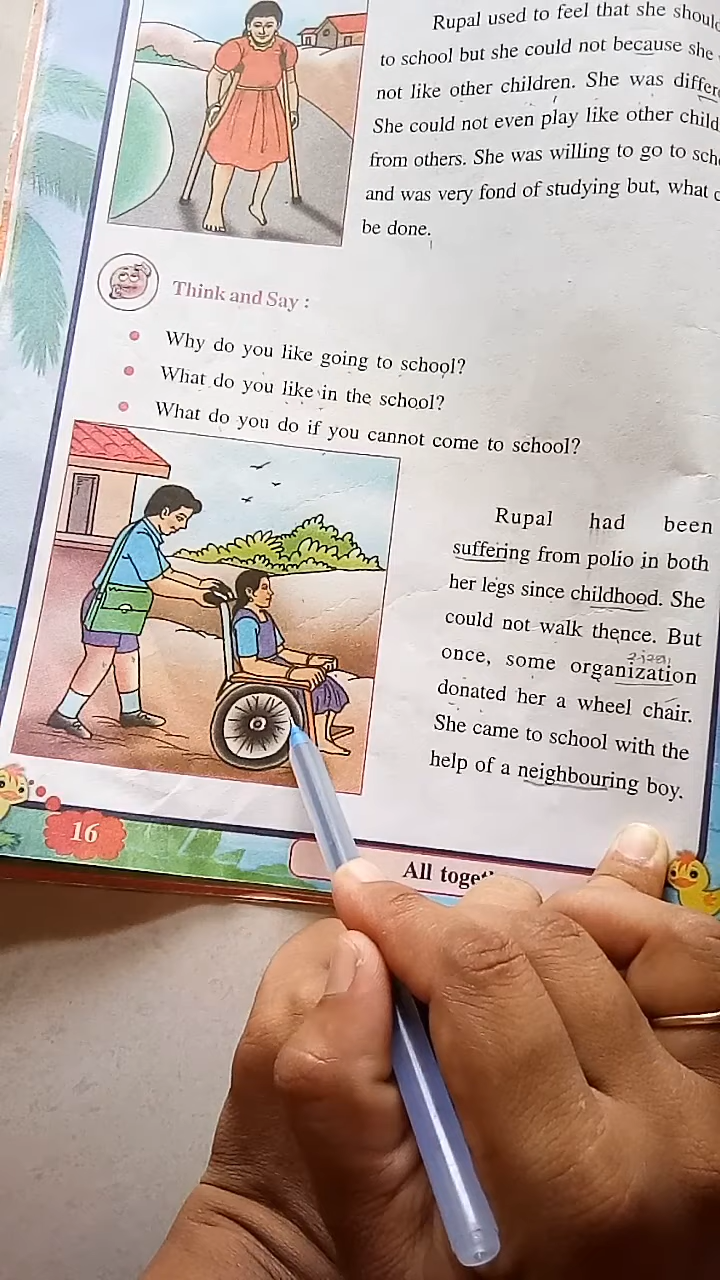 Rupal used to feel that she should
to school but she could not because she
not like other children. She was differ
She could not even play like other child
from others. She was willing to go to sch
and was very fond of studying but, what c
be done.
Think and Say :
Why do you like going to school?
What do you like in the school?
What do you do if you cannot come to school?
Rupal had been
suffering from polio in both
her legs since childhood. She
could not walk thence. But
once, some organization
donated her a wheel chair.
She came to school with the
help of a neighbouring boy.
16
All toget